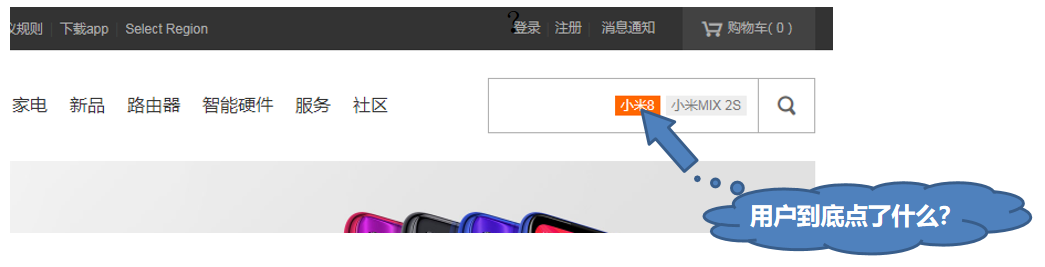 义规则 下载app Select Region ? 登录 注册 消息通知 购物车( 0 )
家电 新品 路由器 智能硬件 服务 社区 小米8 小米MIX 2S
用户到底点了什么?